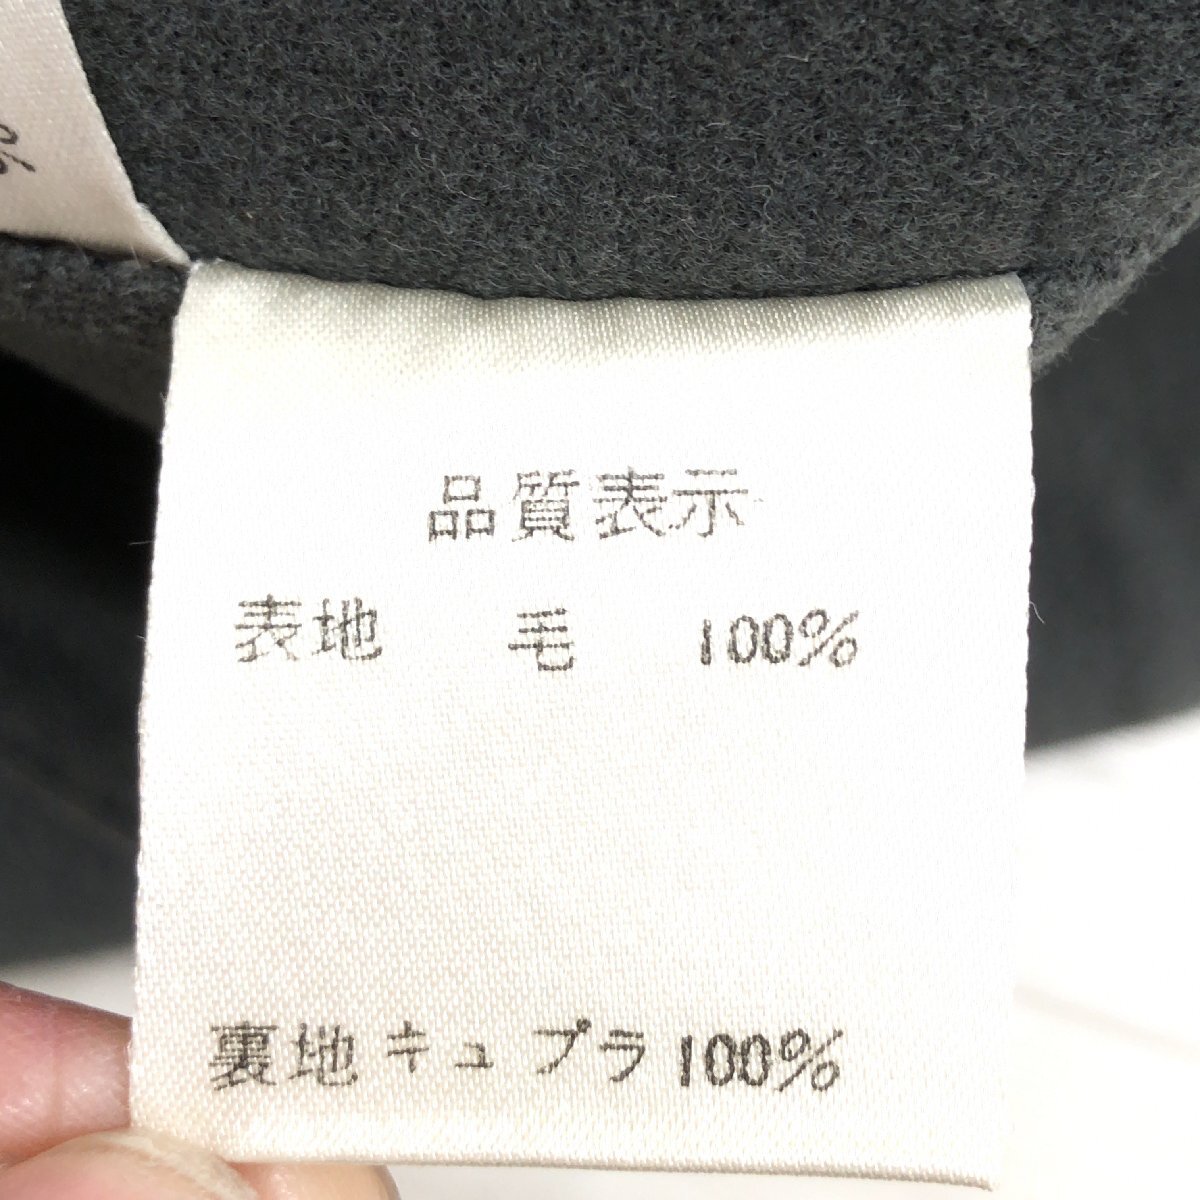 %
品質表示
表地 毛 100%
裏地キュプラ100%